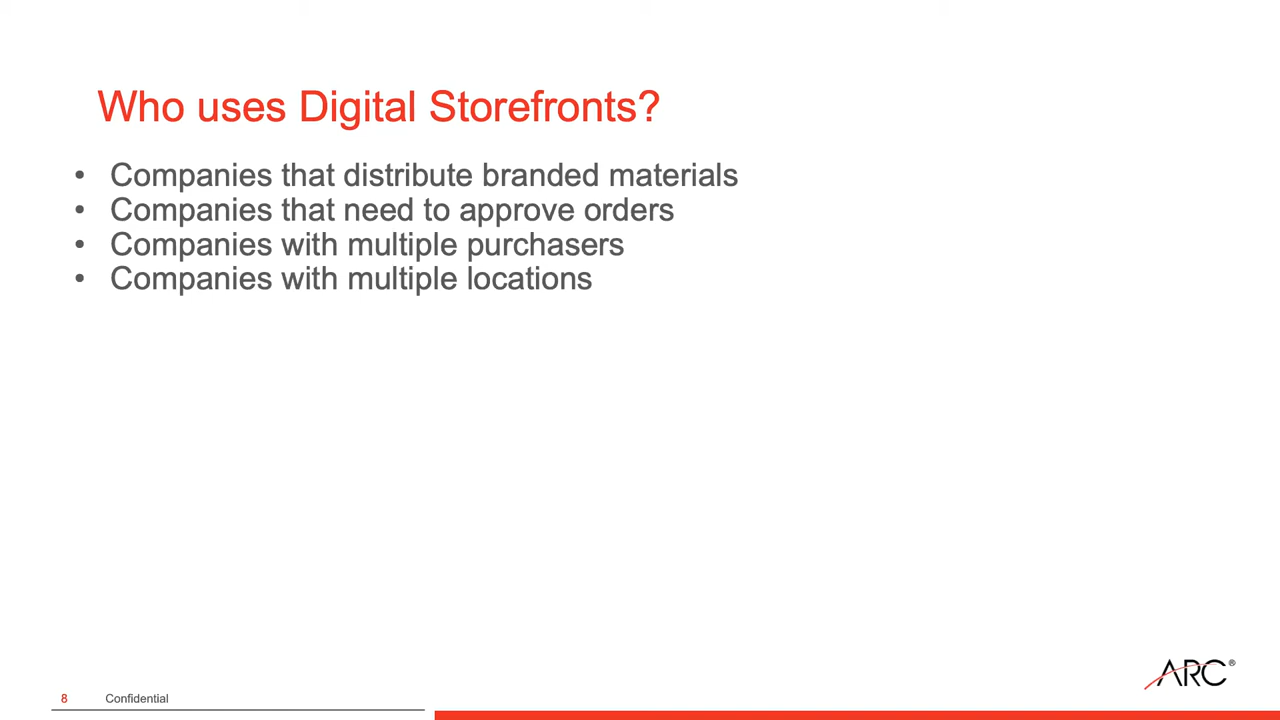 Who uses Digital Storefronts?
• Companies that distribute branded materials
• Companies that need to approve orders
• Companies with multiple purchasers
• Companies with multiple locations
ARC®
8 Confidential